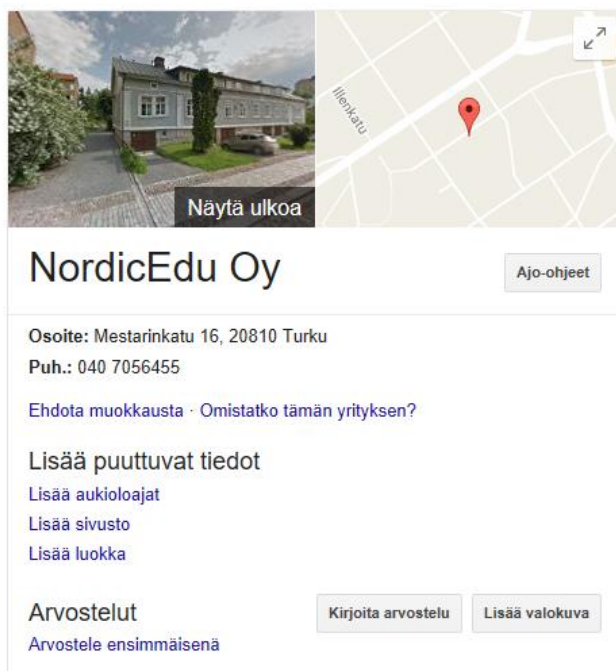 Näytä ulkoa
Illenkatu
NordicEdu Oy
Ajo-ohjeet
Osoite: Mestarinkatu 16, 20810 Turku
Puh.: 040 7056455
Ehdota muokkausta · Omistatko tämän yrityksen?
Lisää puuttuvat tiedot
Lisää aukioloajat
Lisää sivusto
Lisää luokka
Arvostelut
Kirjoita arvostelu
Lisää valokuva
Arvostele ensimmäisenä